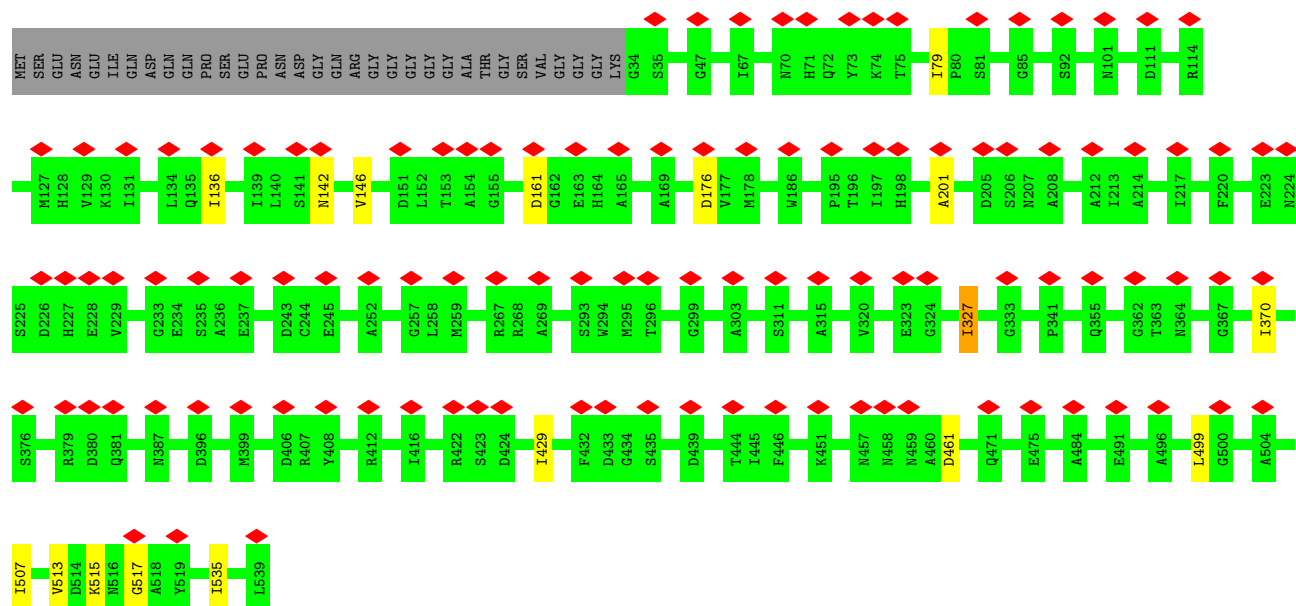 MET SER GLU ASN GLU ILE GLN ASP GLN GLN PRO SER GLU PRO ASN ASP GLY GLN ARG GLY GLY GLY GLY GLY ALA THR GLY SER VAL GLY GLY GLY LYS G34 S35 G47 I67 N70 H71 Q72 Y73 K74 T75 I79 P80 S81 G85 S92 N101 D111 R114
M127 H128 V129 K130 I131 L134 Q135 I136 I139 L140 S141 N142 V146 D151 L152 T153 A154 G155 D161 G162 E163 H164 A165 A169 D176 V177 M178 W186 P195 T196 I197 H198 A201 D205 S206 N207 A208 A212 I213 A214 I217 F220 E223 N224
S225 D226 H227 E228 V229 G233 E234 S235 A236 E237 D243 C244 E245 A252 G257 L258 M259 R267 R268 A269 S293 W294 M295 T296 G299 A303 S311 A315 V320 E323 G324 I327 G333 P341 Q355 G362 T363 N364 G367 I370
S376 R379 D380 Q381 N387 D396 M399 D406 R407 Y408 R412 I416 R422 S423 D424 I429 F432 D433 G434 S435 D439 T444 I445 F446 K451 N457 N458 N459 A460 D461 Q471 E475 A484 E491 A496 L499 G500 A504
I507 V513 D514 K515 N516 G517 A518 Y519 I535 L539